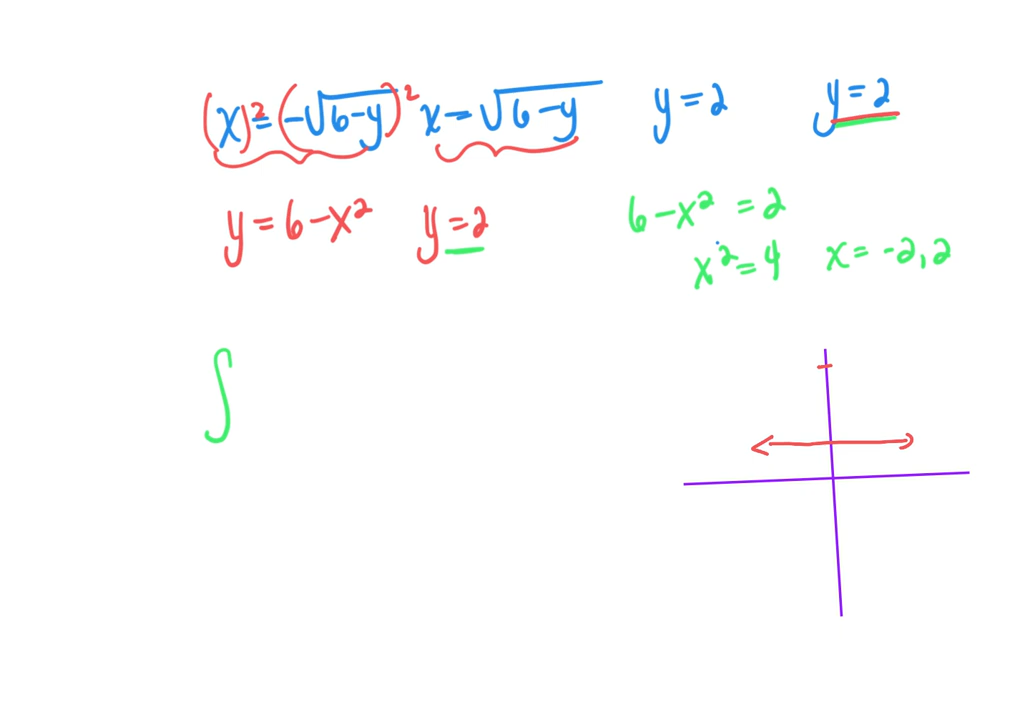 (x)² = (-√(6-y))² x = √(6-y) y = 2 y = 2
y = 6 - x² y = 2 6 - x² = 2
x² = 4 x = -2, 2
∫